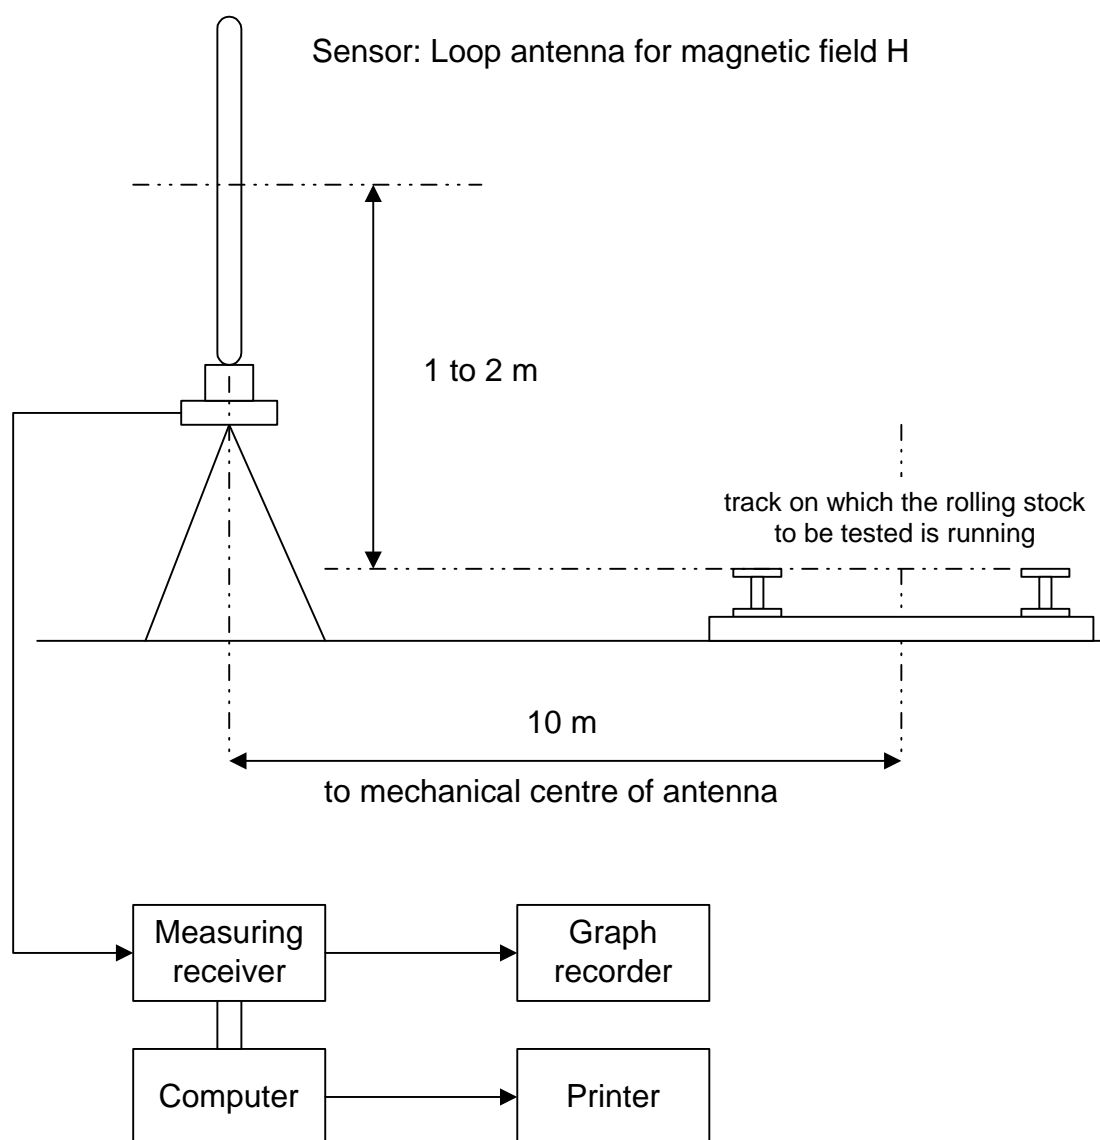 Sensor: Loop antenna for magnetic field H
1 to 2 m
track on which the rolling stock
to be tested is running
10 m
to mechanical centre of antenna
Measuring
receiver
Graph
recorder
Computer
Printer